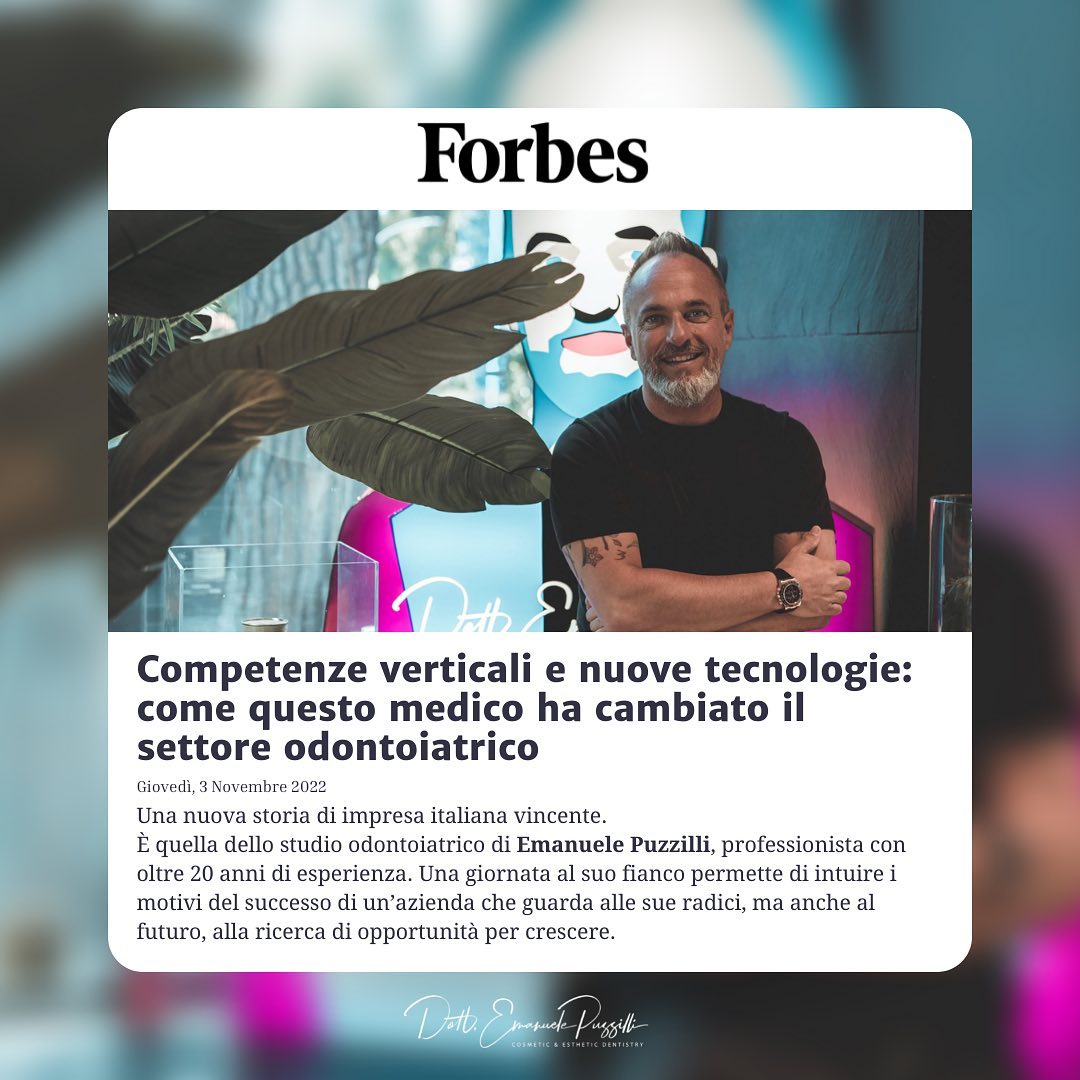 Forbes
Dott. E
Competenze verticali e nuove tecnologie:
come questo medico ha cambiato il
settore odontoiatrico
Giovedì, 3 Novembre 2022
Una nuova storia di impresa italiana vincente.
È quella dello studio odontoiatrico di Emanuele Puzzilli, professionista con
oltre 20 anni di esperienza. Una giornata al suo fianco permette di intuire i
motivi del successo di un’azienda che guarda alle sue radici, ma anche al
futuro, alla ricerca di opportunità per crescere.
Dott. Emanuele Puzzilli
COSMETIC & ESTHETIC DENTISTRY